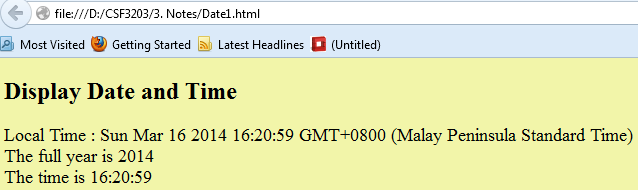 file:///D:/CSF3203/3. Notes/Date1.html
Most Visited Getting Started Latest Headlines (Untitled)
Display Date and Time
Local Time : Sun Mar 16 2014 16:20:59 GMT+0800 (Malay Peninsula Standard Time)
The full year is 2014
The time is 16:20:59